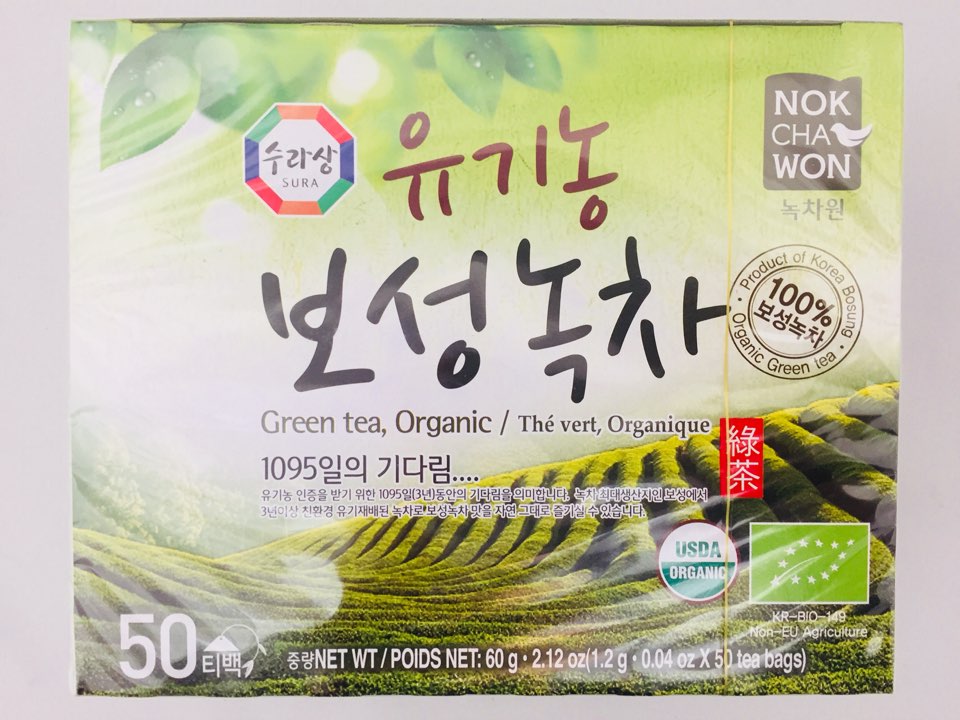 수라상
SURA
유기농
NOK
CHA
WON
녹차원
보성녹차
Product of Korea Bosung
100%
보성녹차
Organic Green tea
Green tea, Organic / Thé vert, Organique
綠茶
1095일의 기다림....
유기농 인증을 받기 위한 1095일(3년)동안의 기다림을 의미합니다. 녹차 최대생산지인 보성에서
3년이상 친환경 유기재배된 녹차로 보성녹차 맛을 자연 그대로 즐기실 수 있습니다.
USDA
ORGANIC
KR-BIO-149
Non-EU Agriculture
50티백
중량NET WT / POIDS NET: 60 g · 2.12 oz(1.2 g · 0.04 oz X 50 tea bags)